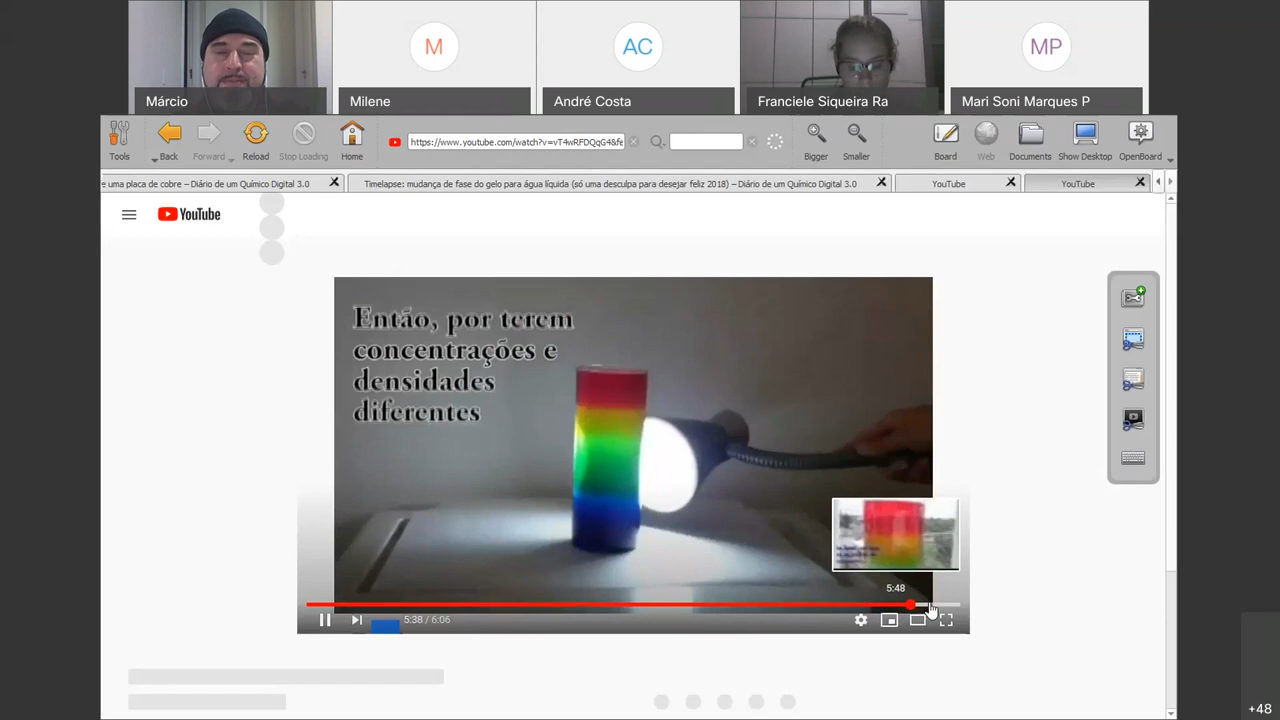 Márcio
M
Milene
AC
André Costa
Franciele Siqueira Ra
MP
Mari Soni Marques P
Tools
Back
Forward
Reload
Stop Loading
Home
https://www.youtube.com/watch?v=vT4wRFDQqG4&fe
Bigger
Smaller
Board
Web
Documents
Show Desktop
OpenBoard
e uma placa de cobre – Diário de um Químico Digital 3.0
Timelapse: mudança de fase do gelo para água líquida (só uma desculpa para desejar feliz 2018) – Diário de um Químico Digital 3.0
YouTube
YouTube
YouTube
Então, por terem
concentrações e
densidades
diferentes
5:48
5:38 / 6:06
+48